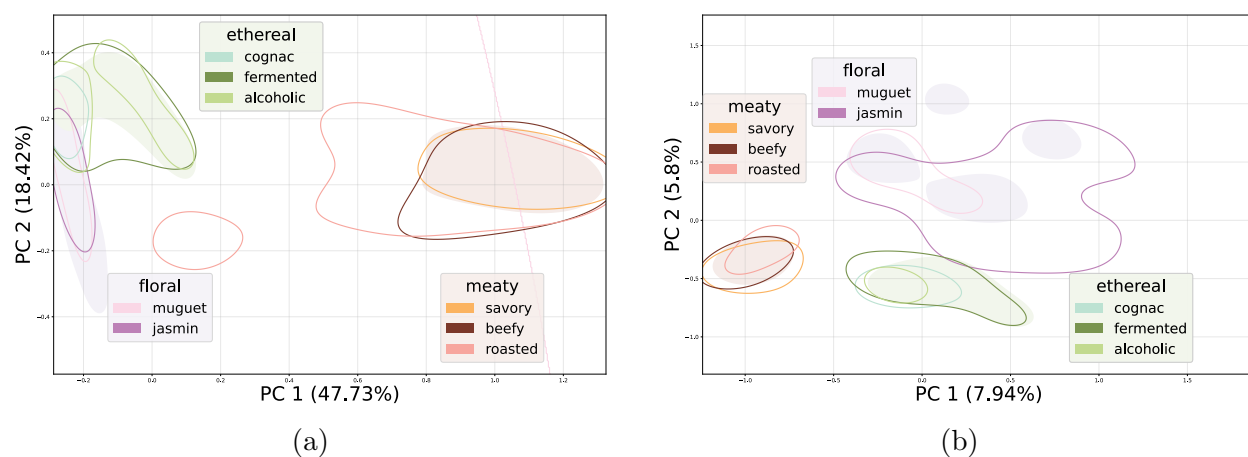 ethereal
cognac
fermented
alcoholic
floral
muguet
jasmin
meaty
savory
beefy
roasted
PC 2 (18.42%)
0.4
0.2
0.0
−0.2
−0.4
−0.2
0.0
0.2
0.4
0.6
0.8
1.0
1.2
PC 1 (47.73%)
(a)
floral
muguet
jasmin
meaty
savory
beefy
roasted
ethereal
cognac
fermented
alcoholic
PC 2 (5.8%)
1.5
1.0
0.5
0.0
−0.5
−1.0
−1.0
−0.5
0.0
0.5
1.0
1.5
PC 1 (7.94%)
(b)